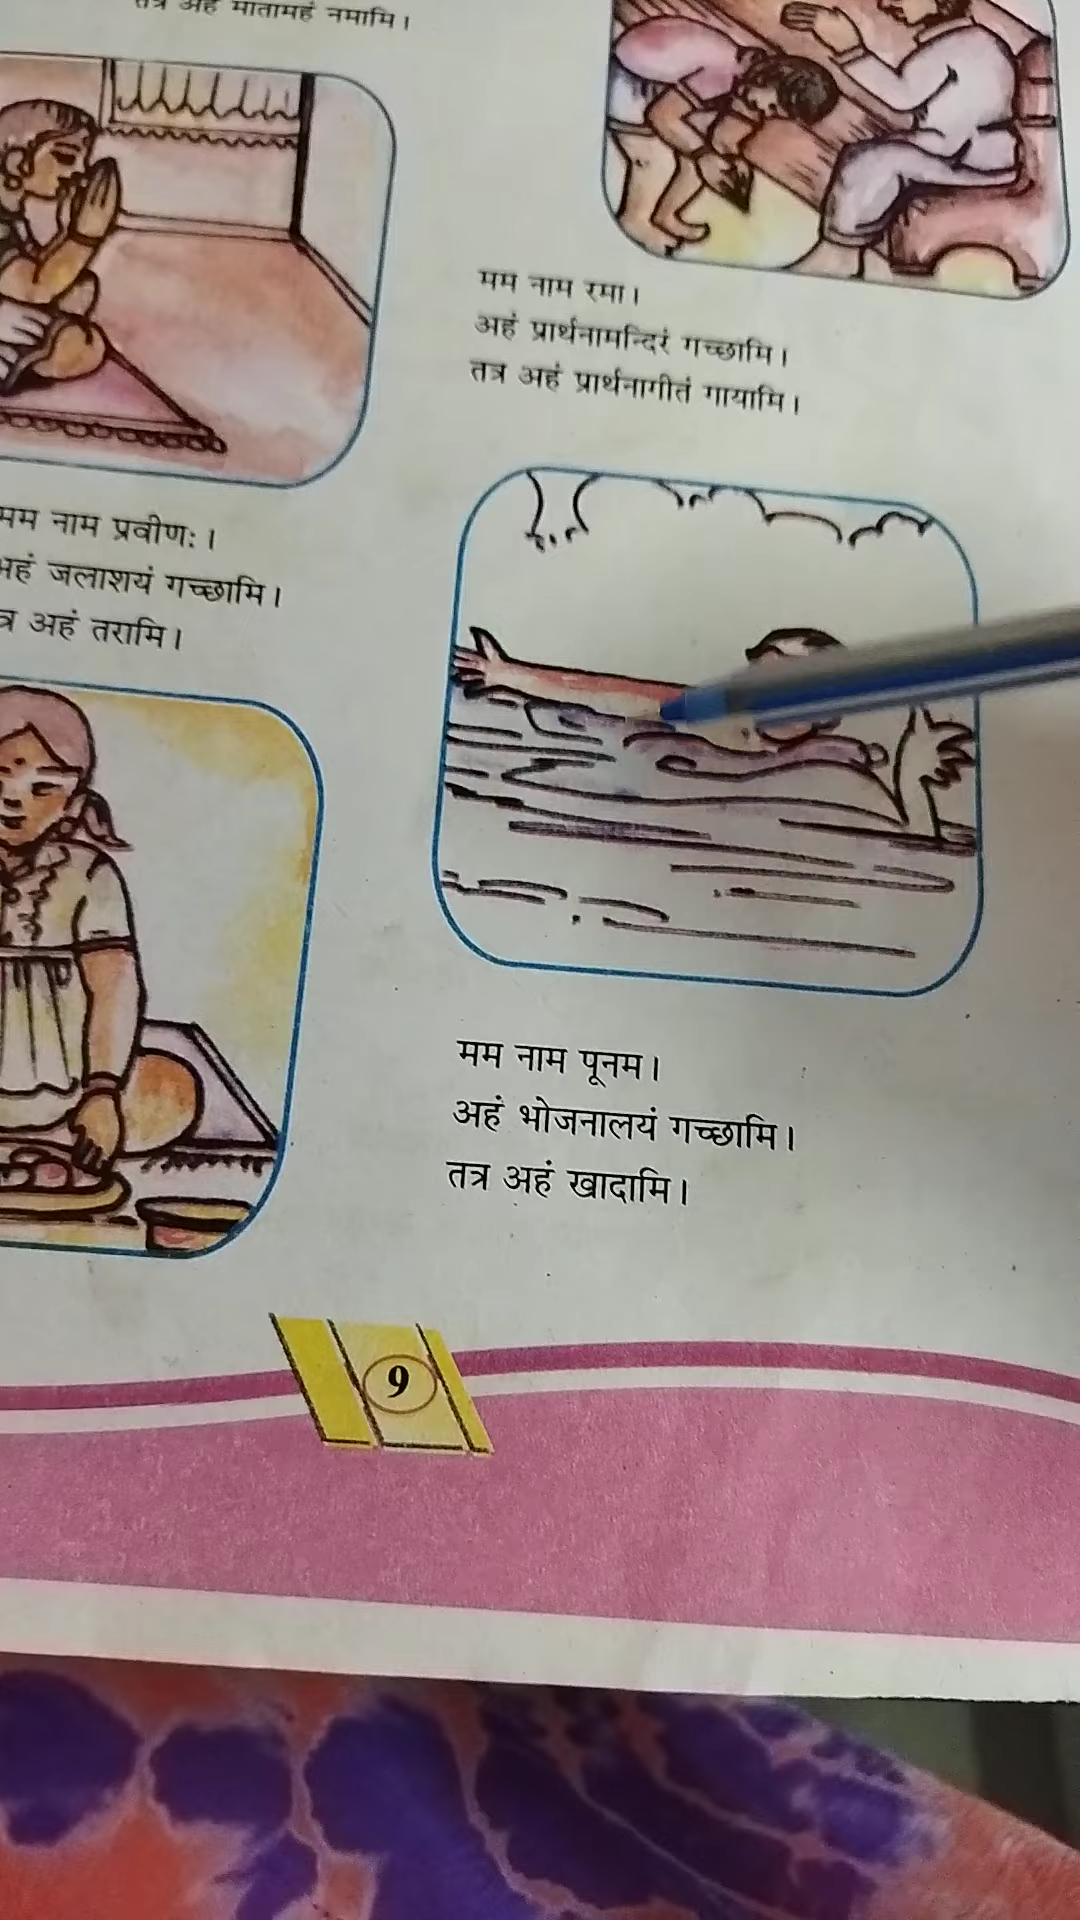 तत्र अहं मातामहं नमामि।
मम नाम रमा।
अहं प्रार्थनामन्दिरं गच्छामि।
तत्र अहं प्रार्थनागीतं गायामि।
मम नाम प्रवीणः।
अहं जलाशयं गच्छामि।
त्र अहं तरामि।
मम नाम पूनम।
अहं भोजनालयं गच्छामि।
तत्र अहं खादामि।
9